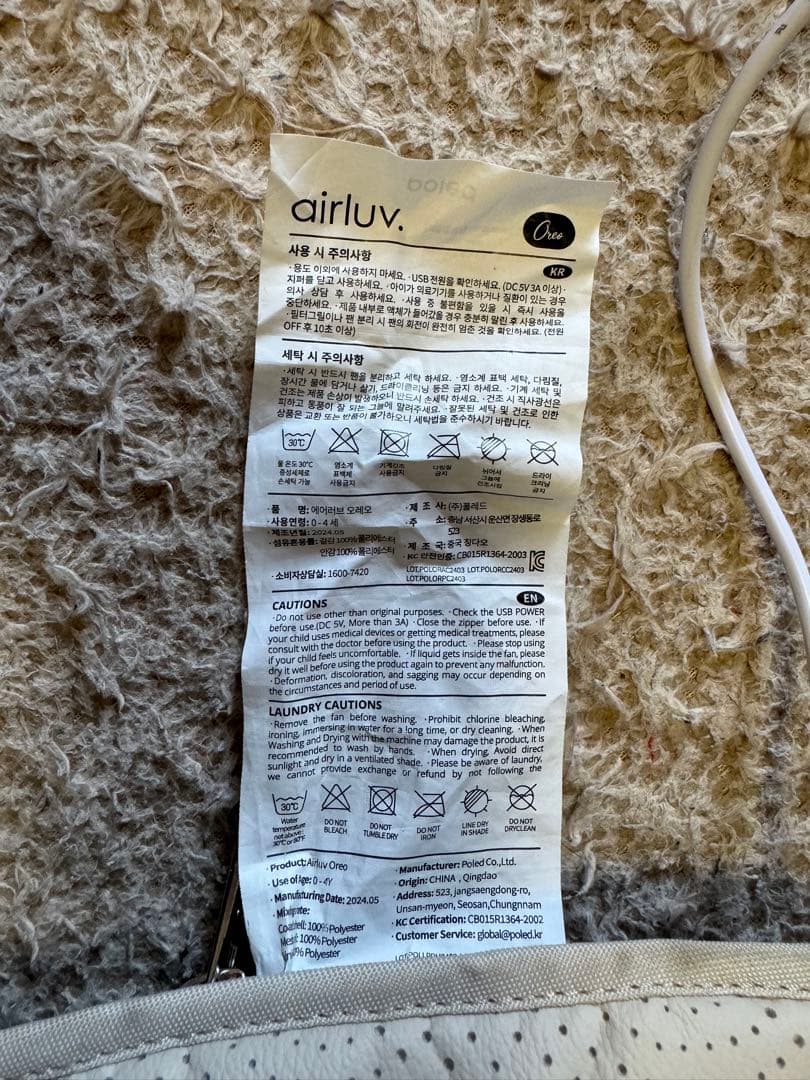 airluv.
Oreo
사용 시 주의사항
KR
·용도 이외에 사용하지 마세요. ·USB 전원을 확인하세요. (DC 5V 3A 이상)·
지퍼를 닫고 사용하세요. ·아이가 의료기기를 사용하거나 질환이 있는 경우
의사 상담 후 사용하세요. ·사용 중 불편함을 있을 시 즉시 사용을
중단하세요. ·제품 내부로 액체가 들어갔을 경우 충분히 말린 후 사용하세요.
·필터그릴이나 팬 분리 시 팬의 회전이 완전히 멈춘 것을 확인하세요. (전원
OFF 후 10초 이상)
세탁 시 주의사항
·세탁 시 반드시 팬을 분리하고 세탁 하세요. ·염소계 표백 세탁, 다림질,
장시간 물에 담거나 삶기, 드라이클리닝 등은 금지 하세요. ·기계 세탁 및
건조는 제품 손상이 발생하오니 반드시 손세탁 하세요. ·건조 시 직사광선은
피하고 통풍이 잘 되는 그늘에 말려주세요. ·잘못된 세탁 및 건조로 인한
상품은 교환 또는 반품이 불가하오니 세탁법을 준수하시기 바랍니다.
30℃
물 온도 30℃
중성세제로
손세탁 가능
염소계
표백제
사용금지
기계건조
사용금지
다림질
금지
뉘어서
그늘에
건조시킴
드라이
크리닝
금지
·품 명: 에어러브 오레오
·사용연령: 0 - 4 세
·제조년월: 2024.05
·섬유혼용률: 겉감 100% 폴리에스터
안감 100% 폴리에스터
·소비자상담실: 1600-7420
·제 조 사: (주)폴레드
·주 소: 충남 서산시 운산면 장생동로
523
·제 조 국: 중국 칭다오
·KC 안전인증: CB015R1364-2003
LOT.POLORAC2403 LOT.POLORCC2403
LOT.POLORPC2403
EN
CAUTIONS
·Do not use other than original purposes. ·Check the USB POWER
before use.(DC 5V, More than 3A) ·Close the zipper before use. ·If
your child uses medical devices or getting medical treatments, please
consult with the doctor before using the product. ·Please stop using
if your child feels uncomfortable. ·If liquid gets inside the fan, please
dry it well before using the product again to prevent any malfunction.
·Deformation, discoloration, and sagging may occur depending on
the circumstances and period of use.
LAUNDRY CAUTIONS
·Remove the fan before washing. ·Prohibit chlorine bleaching,
ironing, immersing in water for a long time, or dry cleaning. ·When
Washing and Drying with the machine may damage the product, it is
recommended to wash by hands. ·When drying, Avoid direct
sunlight and dry in a ventilated shade. ·Please be aware of laundry,
we cannot provide exchange or refund by not following the
30℃
Water
temperature
not above
30℃ or 80℉
DO NOT
BLEACH
DO NOT
TUMBLE DRY
DO NOT
IRON
LINE DRY
IN SHADE
DO NOT
DRYCLEAN
·Product: Airluv Oreo
·Use of Age: 0 - 4Y
·Manufacturing Date: 2024.05
100% Polyester
100% Polyester
Polyester
·Manufacturer: Poled Co.,Ltd.
·Origin: CHINA , Qingdao
·Address: 523, jangsaengdong-ro,
Unsan-myeon, Seosan,Chungnnam
·KC Certification: CB015R1364-2002
·Customer Service: global@poled.kr